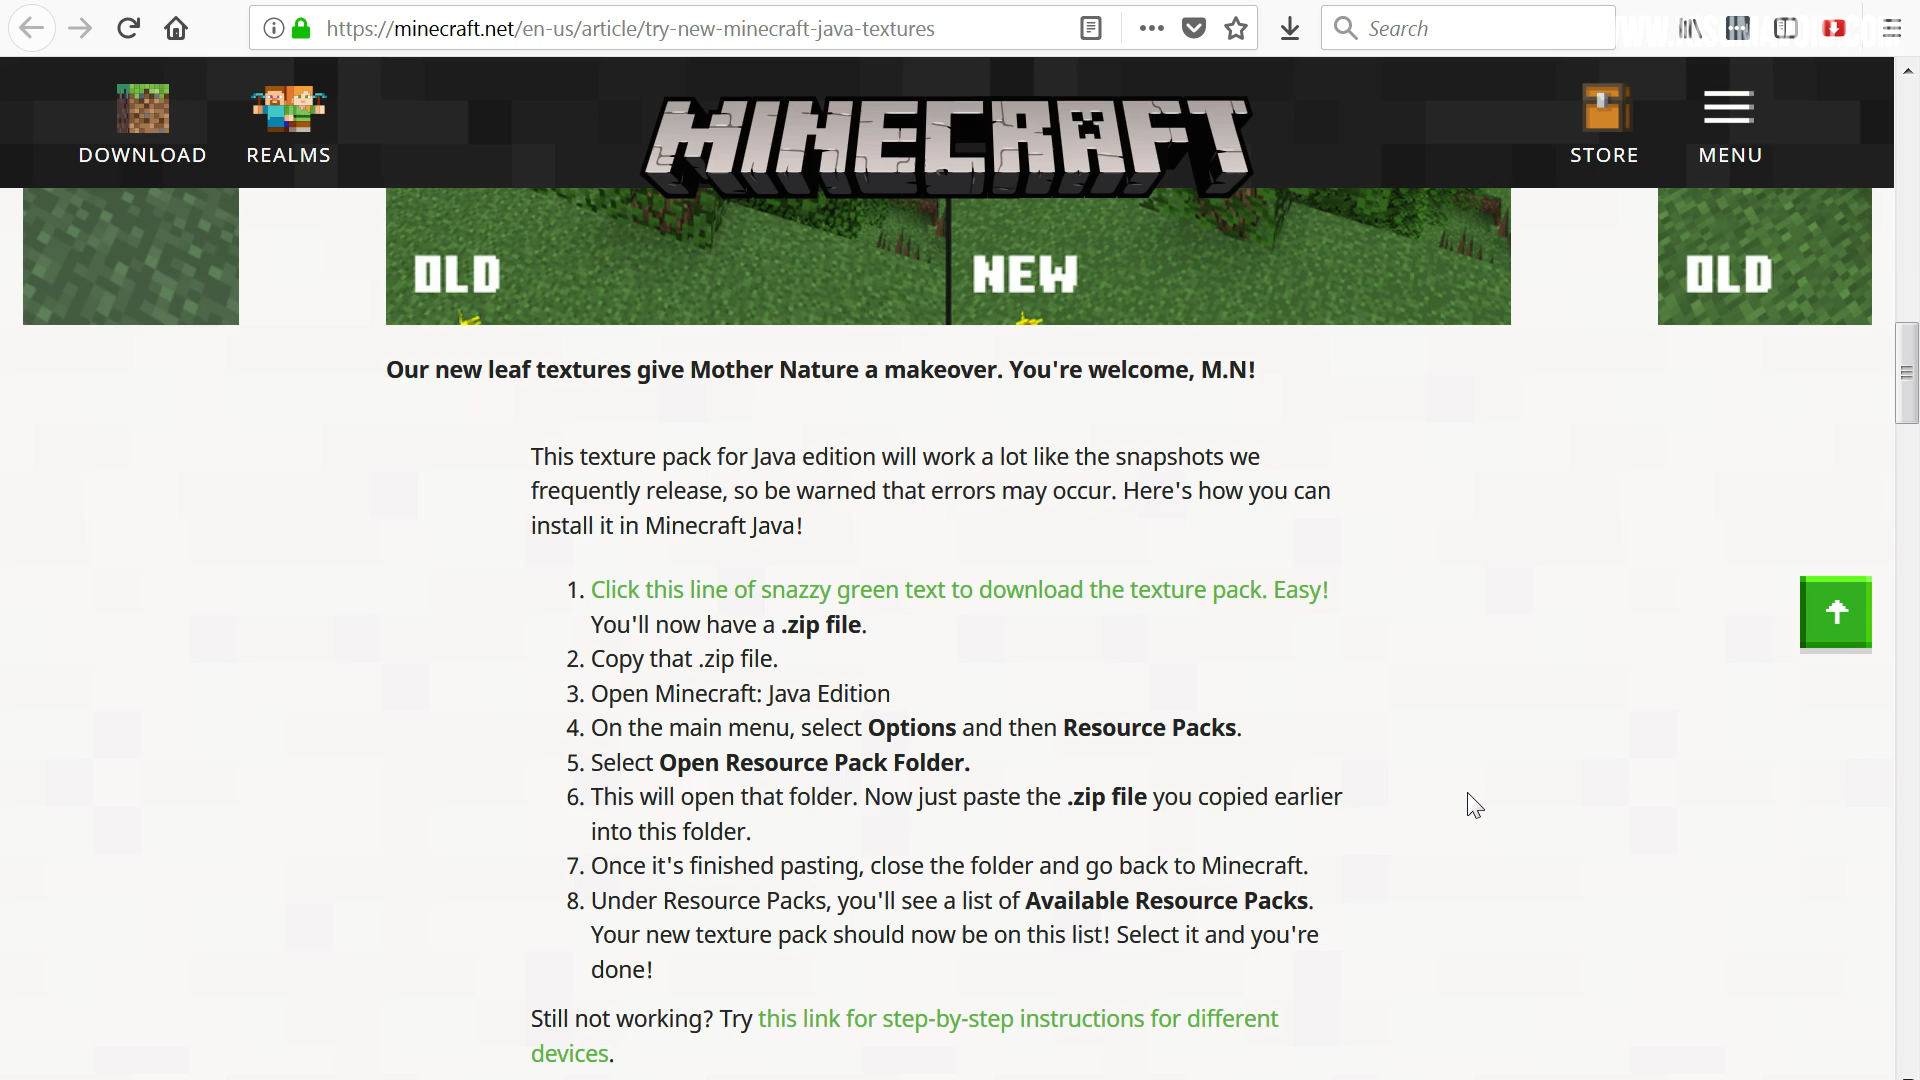 https://minecraft.net/en-us/article/try-new-minecraft-java-textures
Search
DOWNLOAD
REALMS
MINECRAFT
STORE
MENU
OLD
NEW
OLD
Our new leaf textures give Mother Nature a makeover. You're welcome, M.N!
This texture pack for Java edition will work a lot like the snapshots we
frequently release, so be warned that errors may occur. Here's how you can
install it in Minecraft Java!
1. Click this line of snazzy green text to download the texture pack. Easy!
You'll now have a .zip file.
2. Copy that .zip file.
3. Open Minecraft: Java Edition
4. On the main menu, select Options and then Resource Packs.
5. Select Open Resource Pack Folder.
6. This will open that folder. Now just paste the .zip file you copied earlier
into this folder.
7. Once it's finished pasting, close the folder and go back to Minecraft.
8. Under Resource Packs, you'll see a list of Available Resource Packs.
Your new texture pack should now be on this list! Select it and you're
done!
Still not working? Try this link for step-by-step instructions for different
devices.